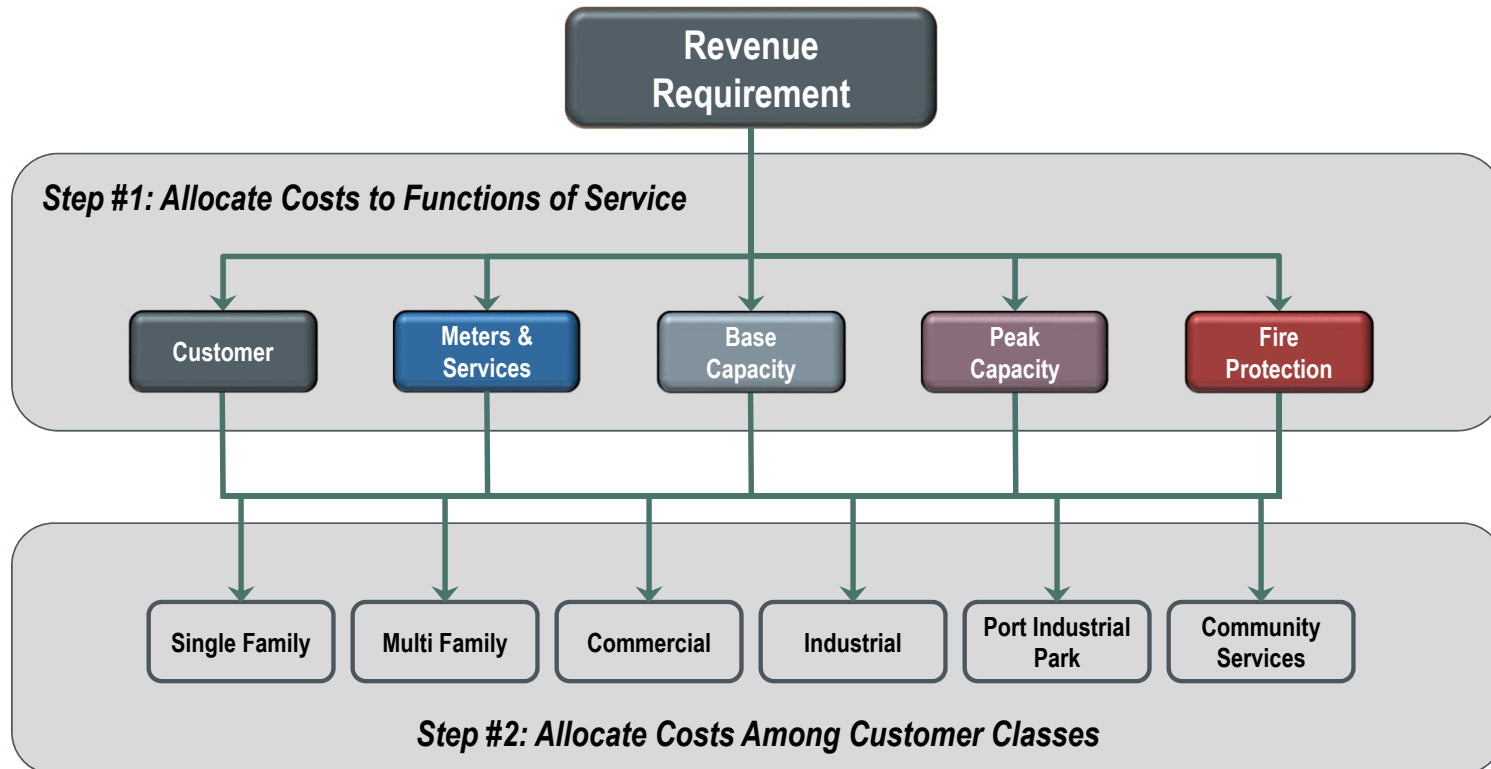 Revenue
Requirement
Step #1: Allocate Costs to Functions of Service
Customer
Meters &
Services
Base
Capacity
Peak
Capacity
Fire
Protection
Single Family
Multi Family
Commercial
Industrial
Port Industrial
Park
Community
Services
Step #2: Allocate Costs Among Customer Classes